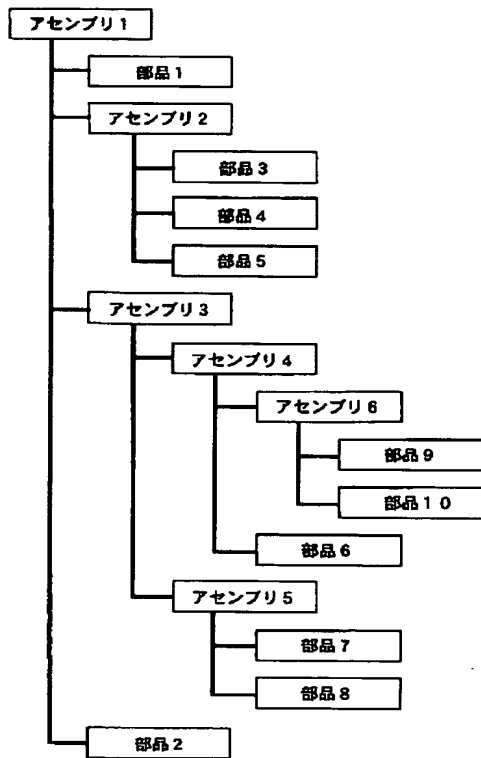 アセンブリ１
部品１
アセンブリ２
部品３
部品４
部品５
アセンブリ３
アセンブリ４
アセンブリ６
部品９
部品１０
部品６
アセンブリ５
部品７
部品８
部品２